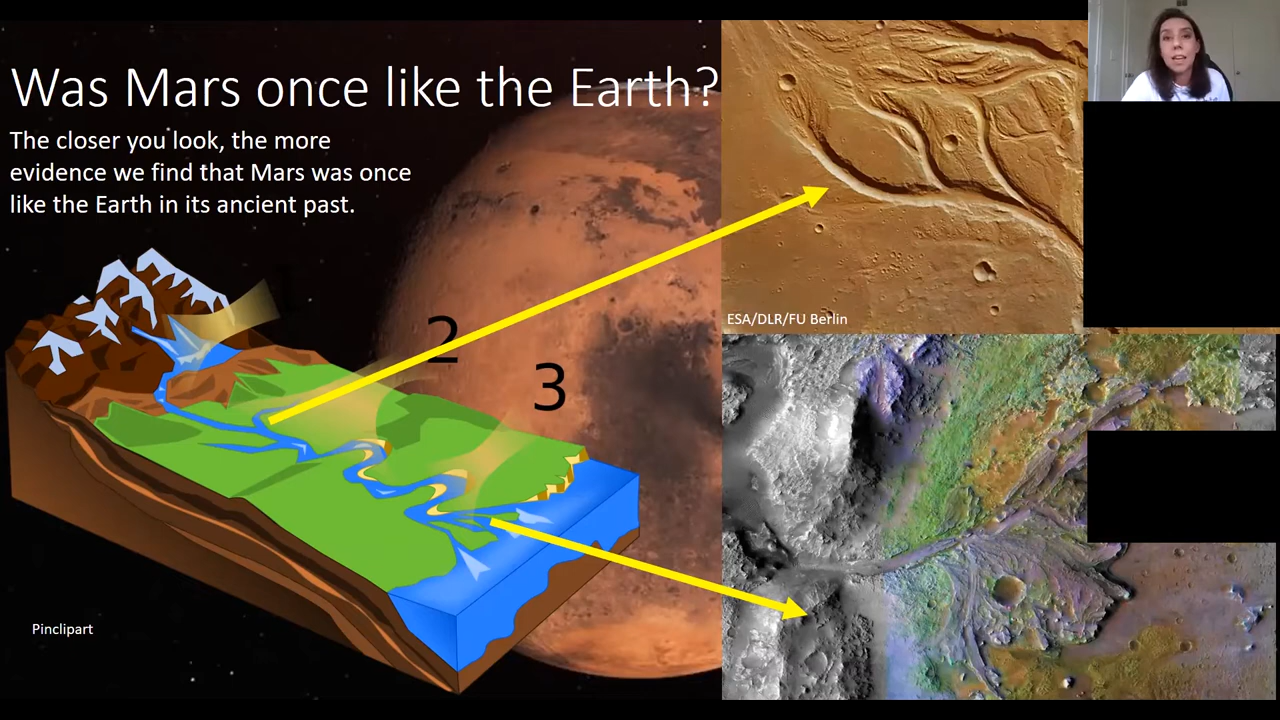 Was Mars once like the Earth?
The closer you look, the more
evidence we find that Mars was once
like the Earth in its ancient past.
1
2
3
ESA/DLR/FU Berlin
Pinclipart